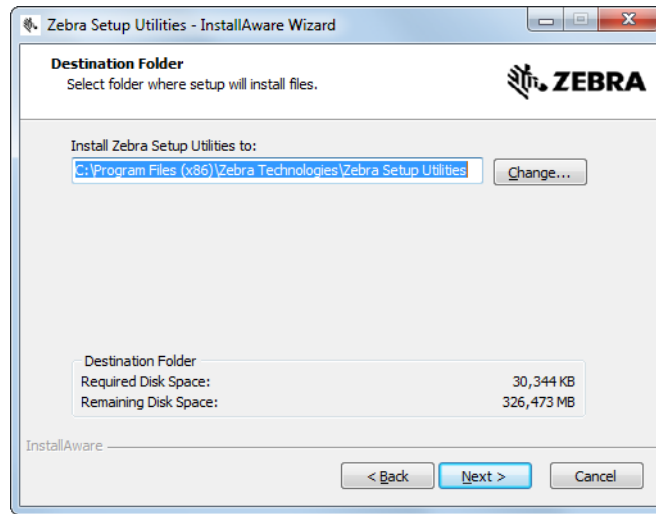 Zebra Setup Utilities - InstallAware Wizard
Destination Folder
Select folder where setup will install files.
ZEBRA
Install Zebra Setup Utilities to:
C:\Program Files (x86)\Zebra Technologies\Zebra Setup Utilities
Change...
Destination Folder
Required Disk Space: 30,344 KB
Remaining Disk Space: 326,473 MB
InstallAware
< Back Next > Cancel